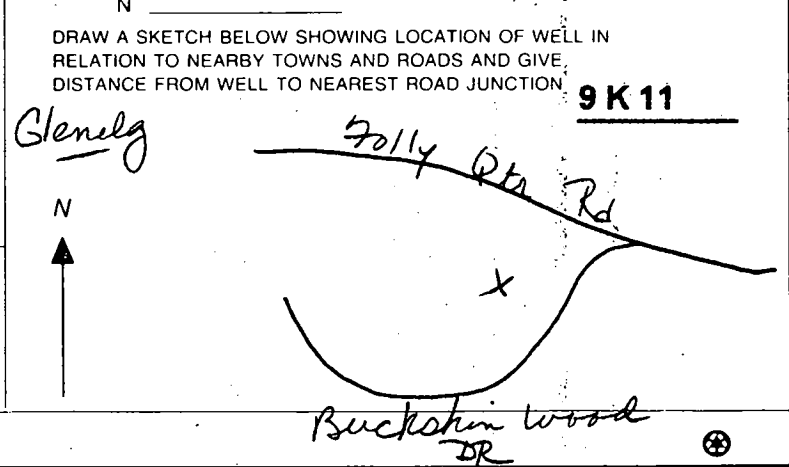 N
DRAW A SKETCH BELOW SHOWING LOCATION OF WELL IN
RELATION TO NEARBY TOWNS AND ROADS AND GIVE
DISTANCE FROM WELL TO NEAREST ROAD JUNCTION
9 K 11
Glenelg
Folly Qtr Rd
N
X
Buckskin Wood
DR